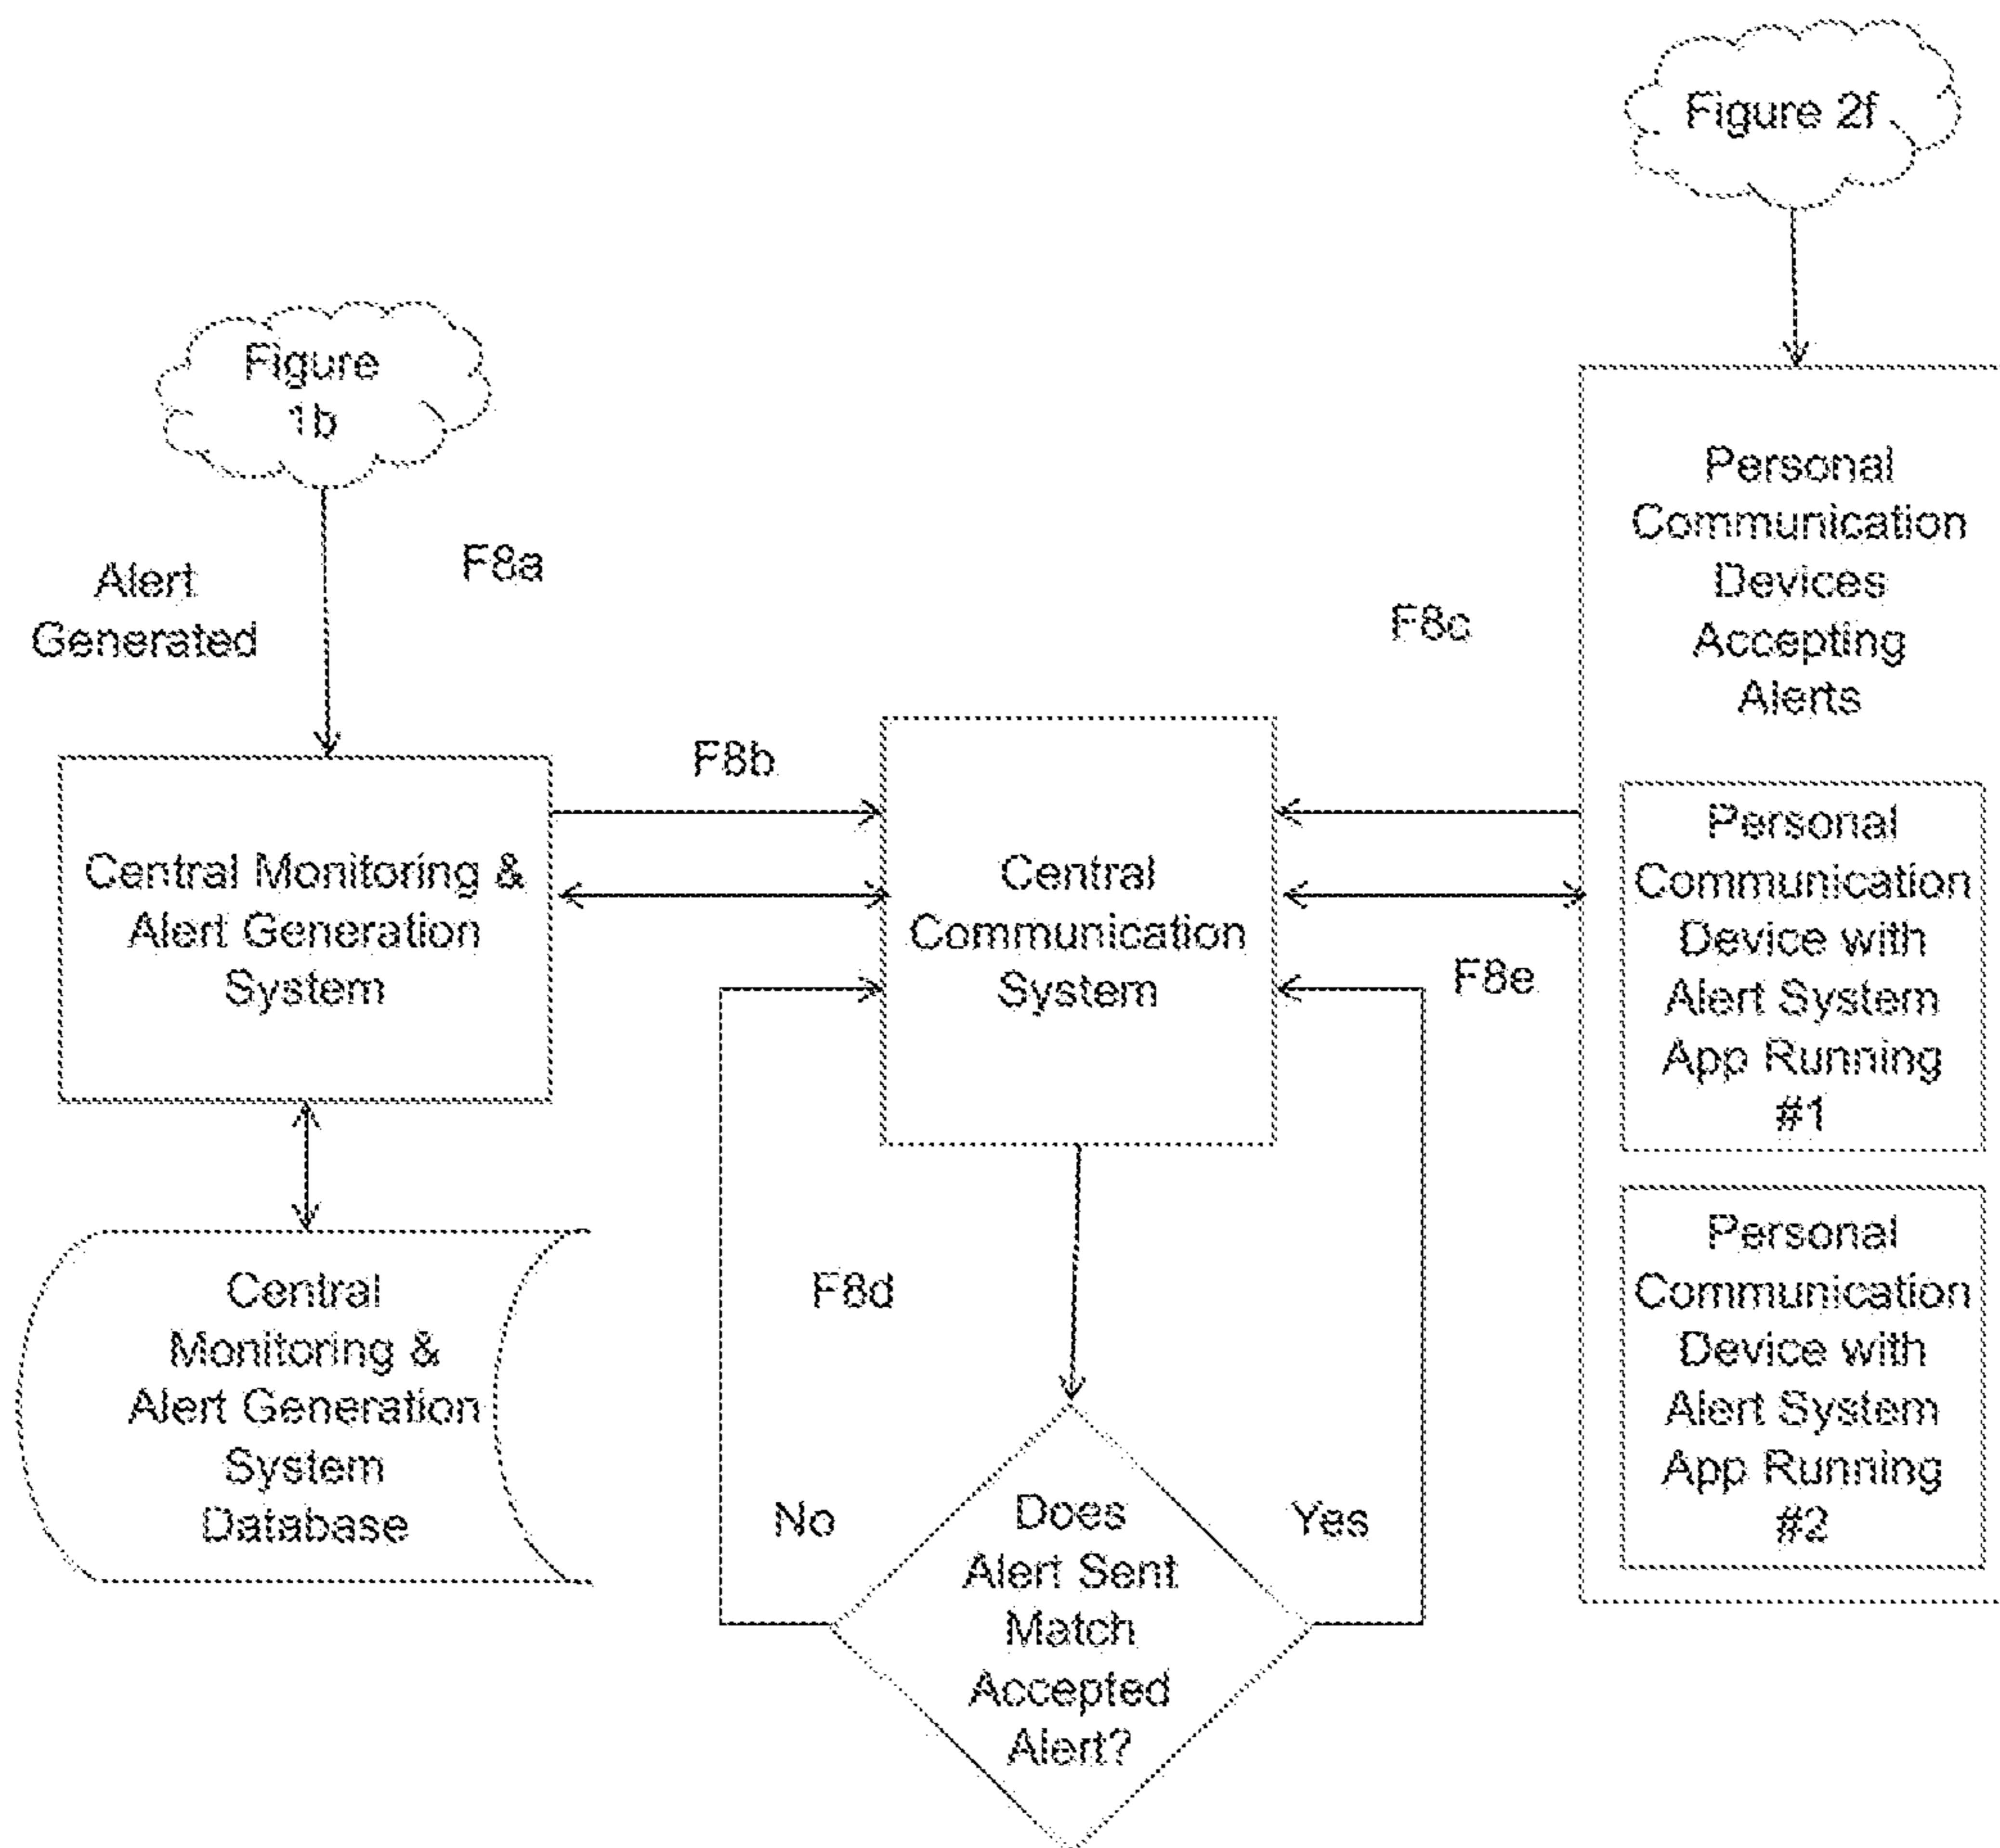 Figure 2f
Figure
1b
Alert
Generated
F8a
F8c
Personal
Communication
Devices
Accepting
Alerts
F8b
Central Monitoring &
Alert Generation
System
Central
Communication
System
F8e
Personal
Communication
Device with
Alert System
App Running
#1
Central
Monitoring &
Alert Generation
System
Database
F8d
Personal
Communication
Device with
Alert System
App Running
#2
No
Does
Alert Sent
Match
Accepted
Alert?
Yes